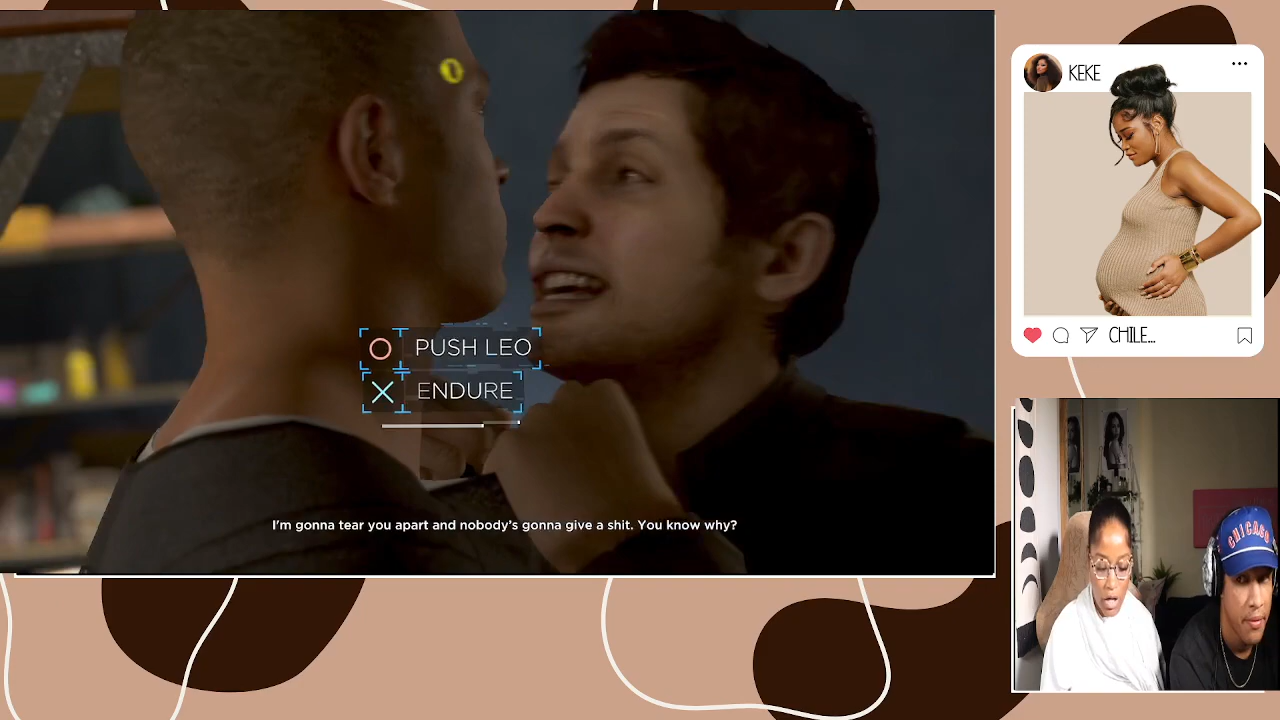 KEKE
PUSH LEO
ENDURE
CHILE...
I'm gonna tear you apart and nobody's gonna give a shit. You know why?
CHICAGO